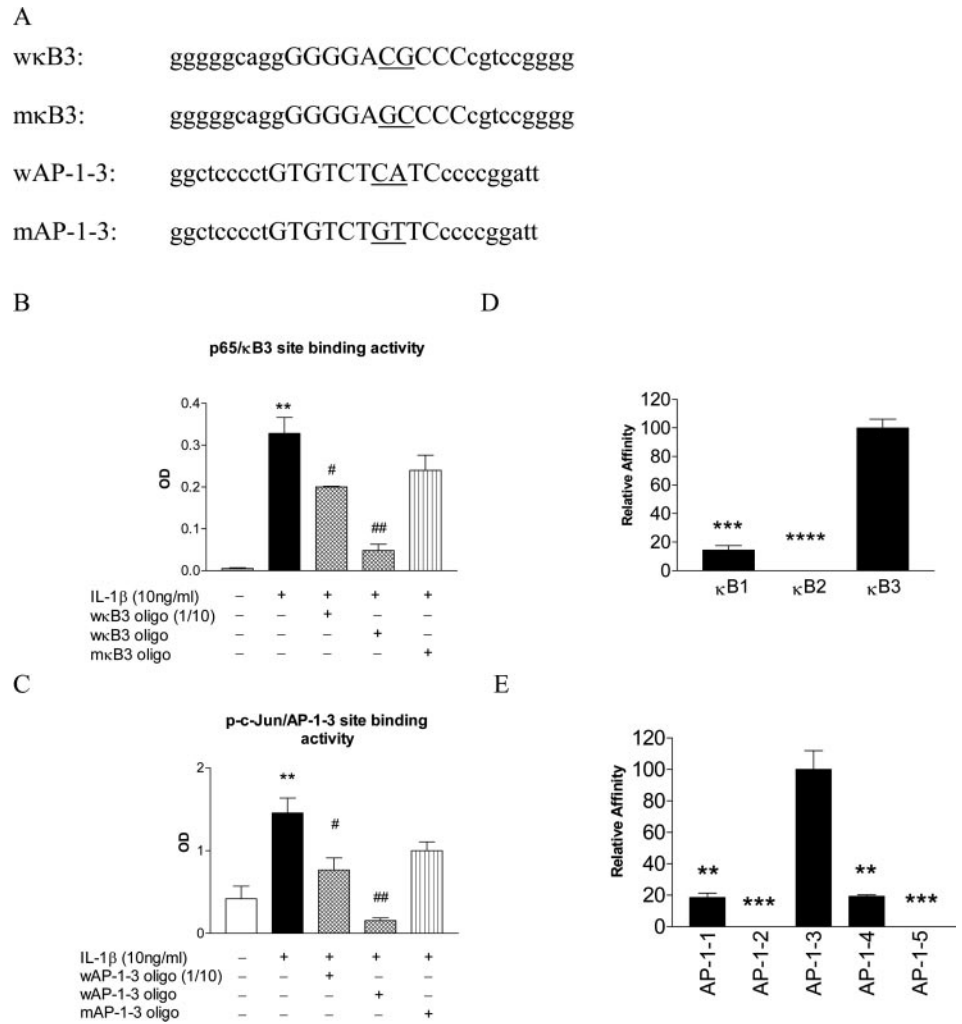 A
wκB3: gggggcaggGGGGACGCCCCcgtccgggg
mκB3: gggggcaggGGGGAGCCCCCcgtccgggg
wAP-1-3: ggctcccctGTGTCTCATCccccggatt
mAP-1-3: ggctcccctGTGTCTGTTCccccggatt
B
p65/κB3 site binding activity
OD
0.4
0.3
0.2
0.1
0.0
**
#
##
IL-1β (10ng/ml) – + + + +
wκB3 oligo (1/10) – – + – –
wκB3 oligo – – – + –
mκB3 oligo – – – – +
D
Relative Affinity
120
100
80
60
40
20
0
***
****
κB1 κB2 κB3
C
p-c-Jun/AP-1-3 site binding
activity
OD
2
1
0
**
#
##
IL-1β (10ng/ml) – + + + +
wAP-1-3 oligo (1/10) – – + – –
wAP-1-3 oligo – – – + –
mAP-1-3 oligo – – – – +
E
Relative Affinity
120
100
80
60
40
20
0
**
***
**
***
AP-1-1
AP-1-2
AP-1-3
AP-1-4
AP-1-5